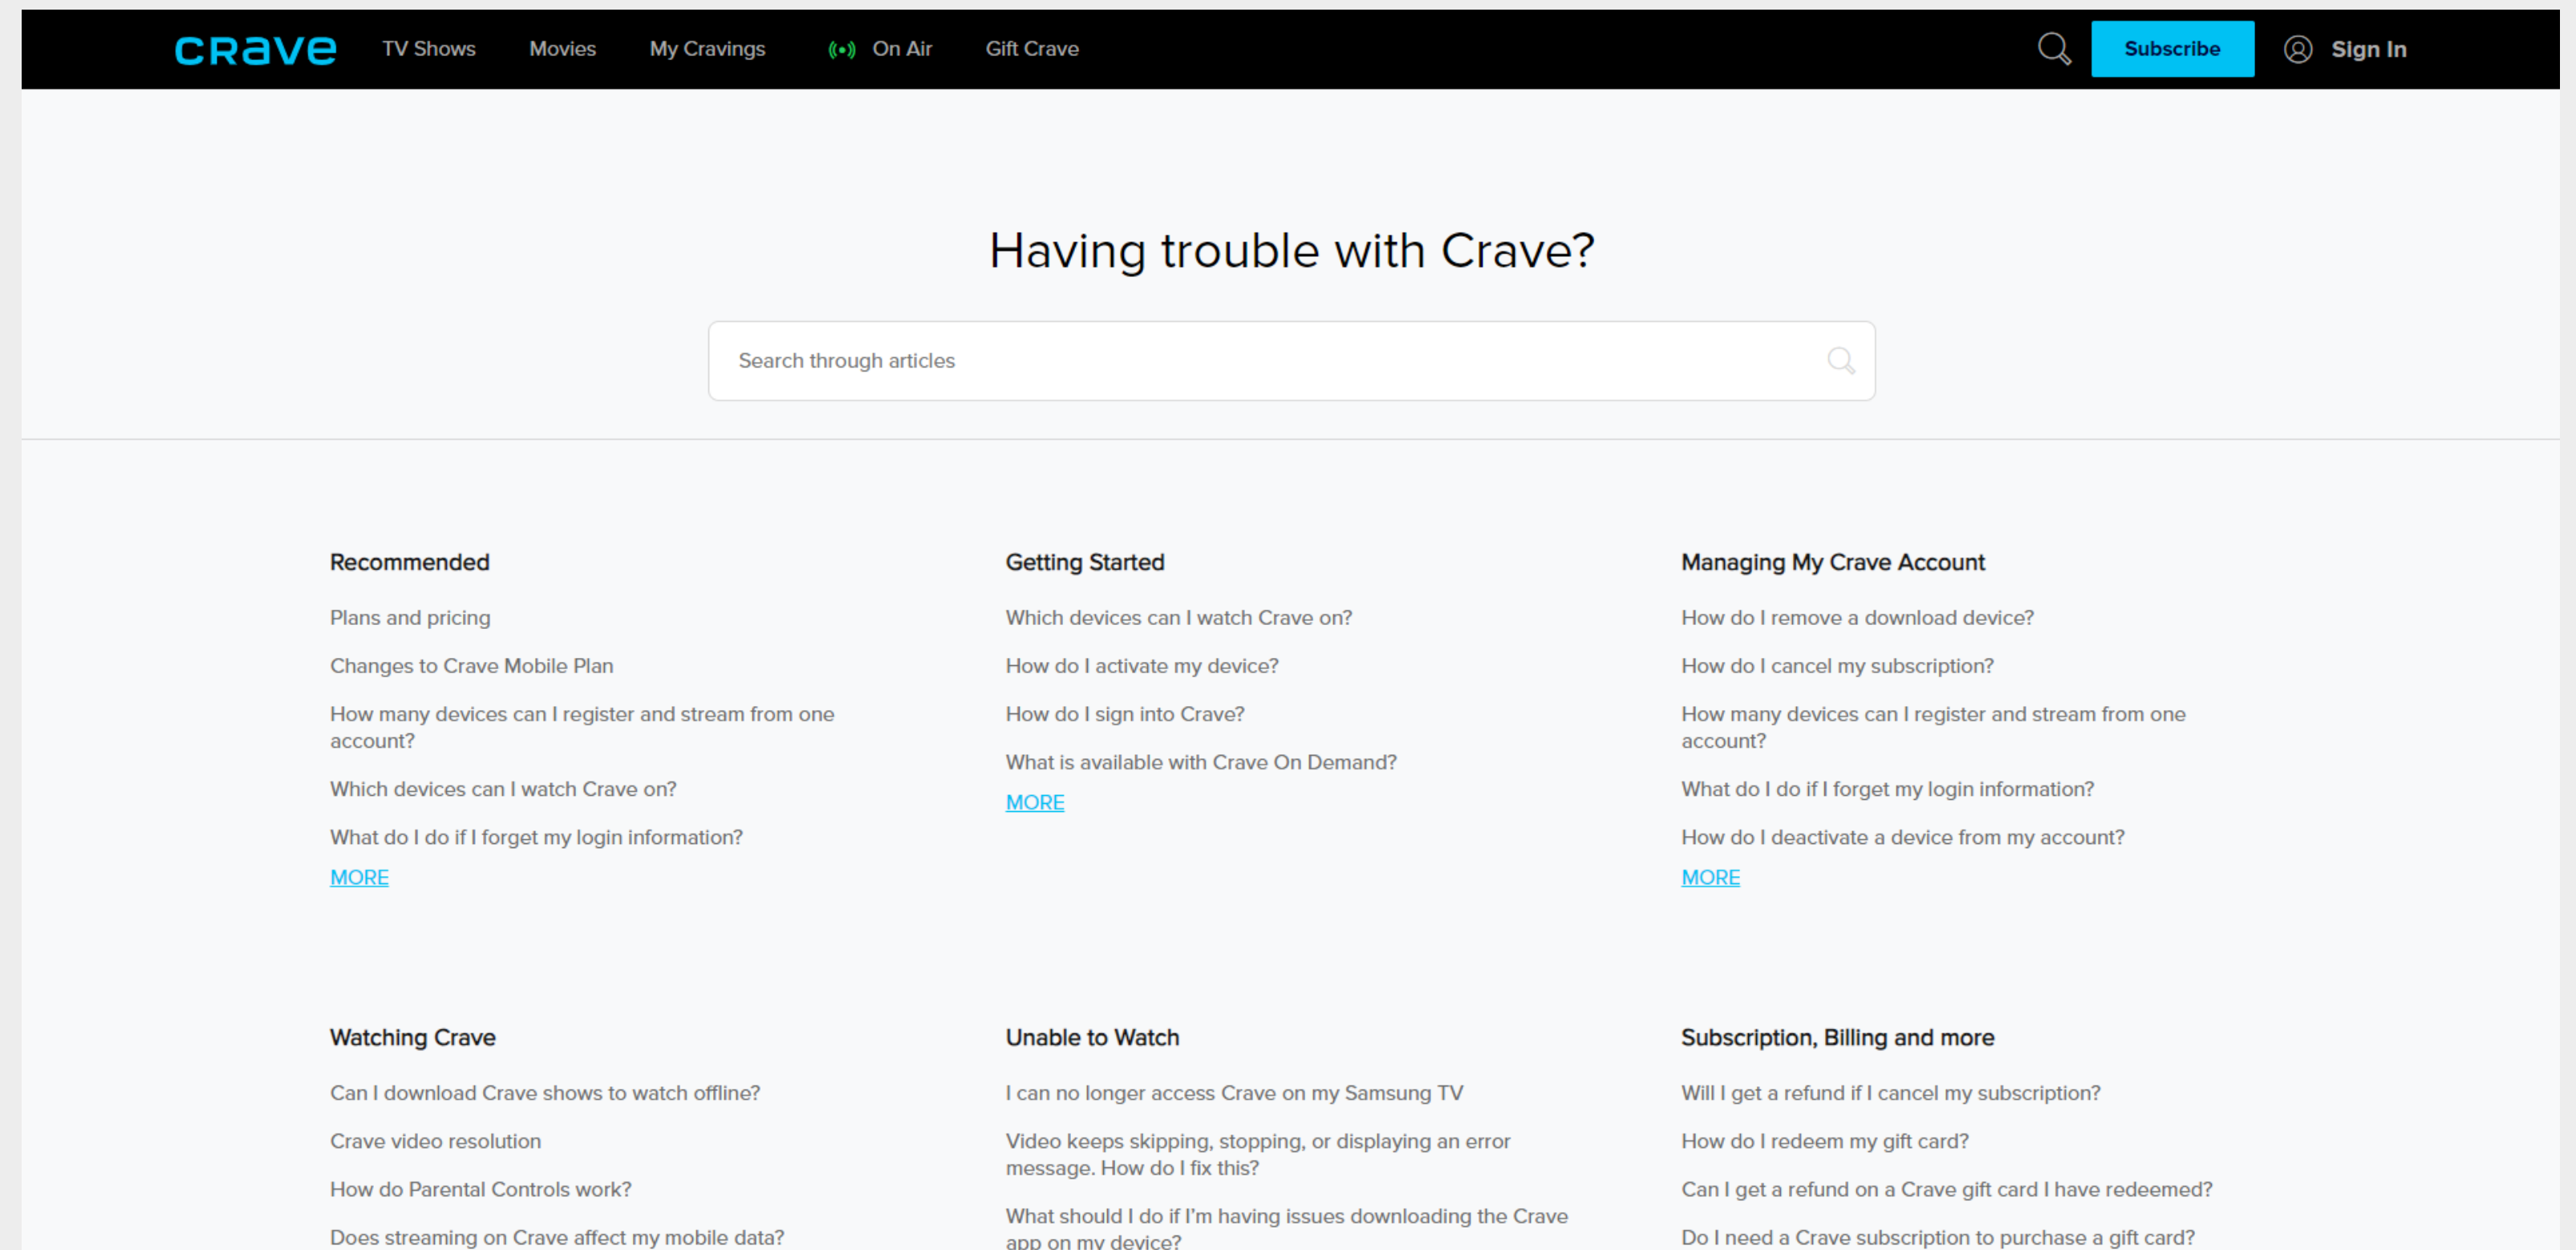 crave TV Shows Movies My Cravings On Air Gift Crave Subscribe Sign In
Having trouble with Crave?
Search through articles
Recommended
Plans and pricing
Changes to Crave Mobile Plan
How many devices can I register and stream from one
account?
Which devices can I watch Crave on?
What do I do if I forget my login information?
MORE
Getting Started
Which devices can I watch Crave on?
How do I activate my device?
How do I sign into Crave?
What is available with Crave On Demand?
MORE
Managing My Crave Account
How do I remove a download device?
How do I cancel my subscription?
How many devices can I register and stream from one
account?
What do I do if I forget my login information?
How do I deactivate a device from my account?
MORE
Watching Crave
Can I download Crave shows to watch offline?
Crave video resolution
How do Parental Controls work?
Does streaming on Crave affect my mobile data?
Unable to Watch
I can no longer access Crave on my Samsung TV
Video keeps skipping, stopping, or displaying an error
message. How do I fix this?
What should I do if I'm having issues downloading the Crave
app on my device?
Subscription, Billing and more
Will I get a refund if I cancel my subscription?
How do I redeem my gift card?
Can I get a refund on a Crave gift card I have redeemed?
Do I need a Crave subscription to purchase a gift card?